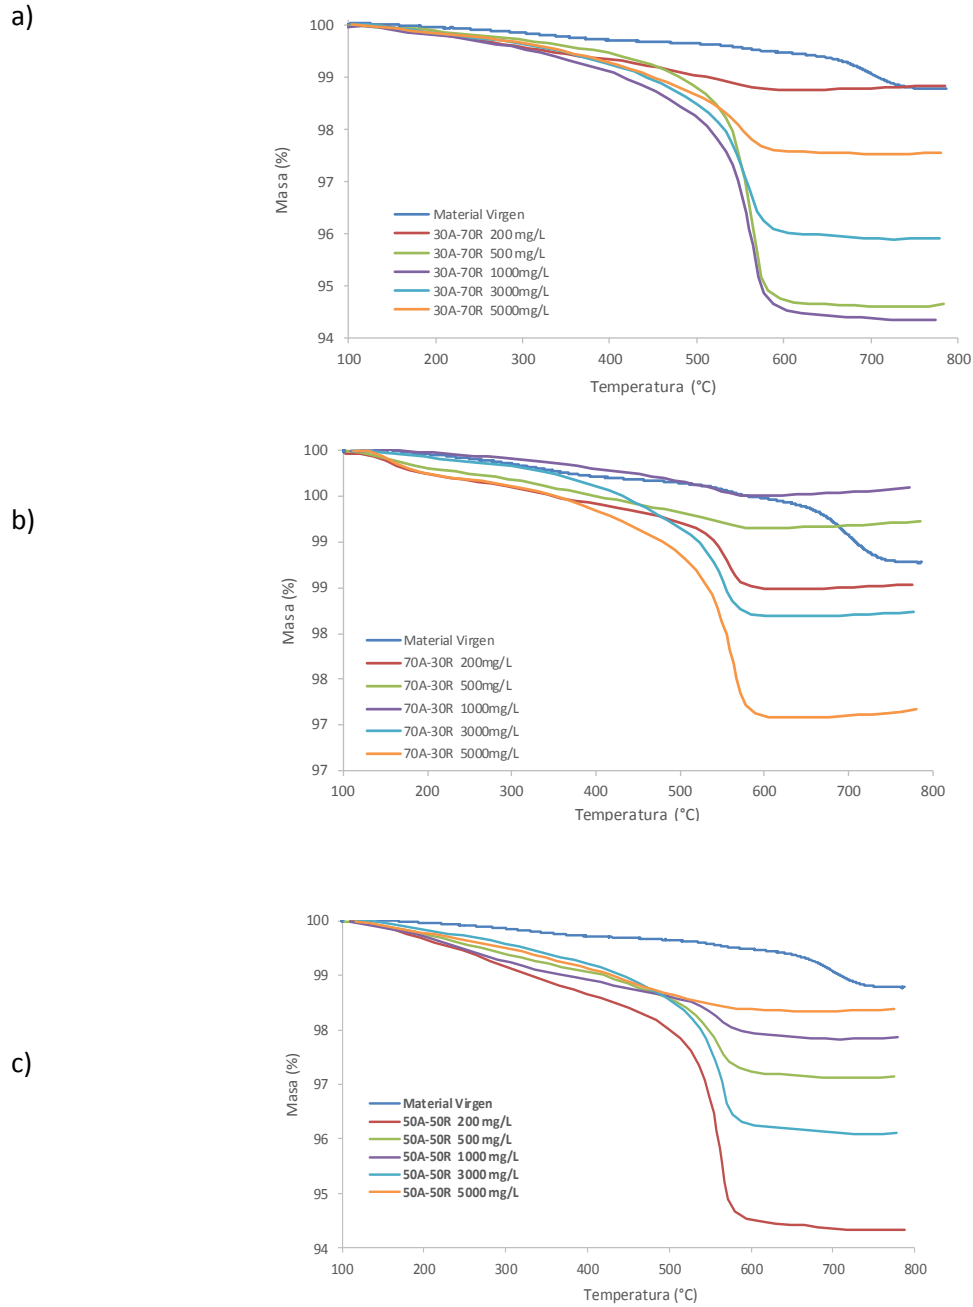 a)
100
99
98
97
96
95
94
Masa (%)
Material Virgen
30A-70R 200 mg/L
30A-70R 500 mg/L
30A-70R 1000mg/L
30A-70R 3000mg/L
30A-70R 5000mg/L
100 200 300 400 500 600 700 800
Temperatura (°C)
b)
100
100
99
99
98
98
97
97
Masa (%)
Material Virgen
70A-30R 200mg/L
70A-30R 500mg/L
70A-30R 1000mg/L
70A-30R 3000mg/L
70A-30R 5000mg/L
100 200 300 400 500 600 700 800
Temperatura (°C)
c)
100
99
98
97
96
95
94
Masa (%)
Material Virgen
50A-50R 200 mg/L
50A-50R 500 mg/L
50A-50R 1000 mg/L
50A-50R 3000 mg/L
50A-50R 5000 mg/L
100 200 300 400 500 600 700 800
Temperatura (°C)